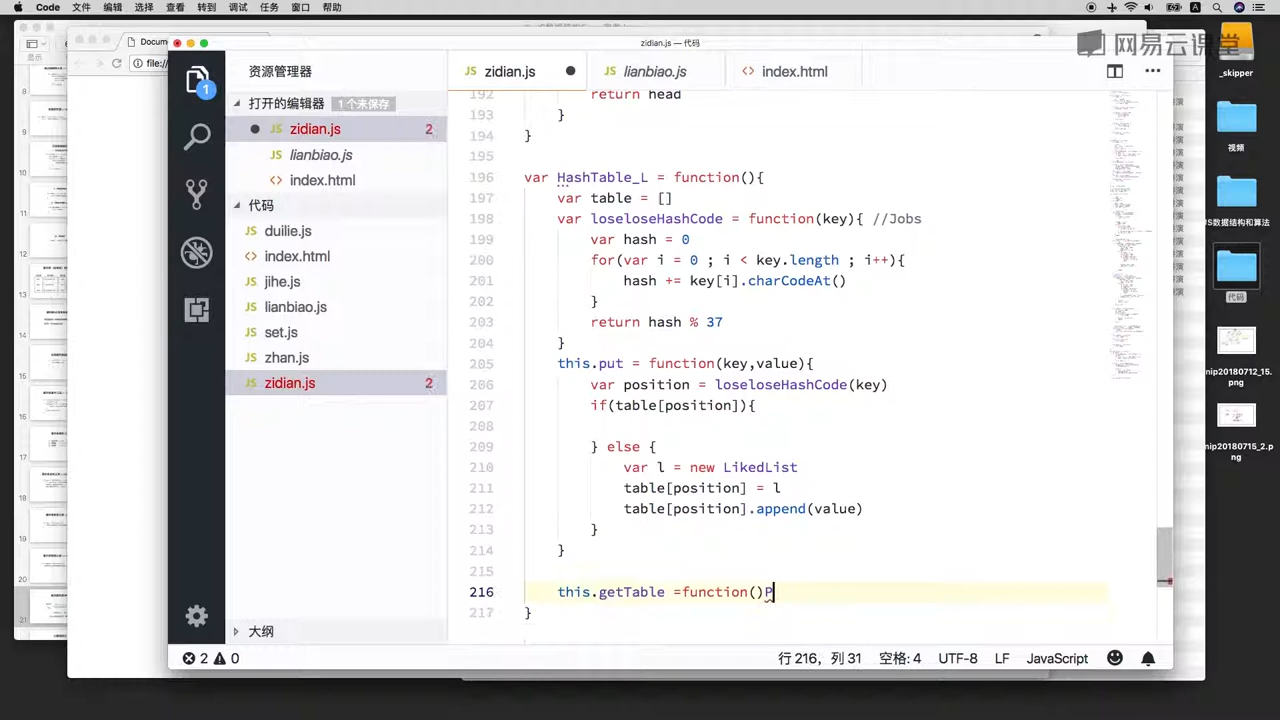 Code 文件 编辑 选择 查看 转到 调试 任务 窗口 帮助
网易云课堂
Docum
file://
zidian.js — 代码
资源管理器
zidian.js
lianbiao.js
index.html
打开的编辑器 1 个未保存
zidian.js 2
lianbiao.js
index.html
码
duilie.js
index.html
jihe.js
lianbiao.js
set.js
zhan.js
zidian.js 2
大纲
192 return head
193 }
194 }
195
196 var HashTable_L = function(){
197 var table = []
198 var loseloseHashCode = function(key){ //Jobs
199 var hash = 0
200 for(var i = 0; i < key.length ; i++){
201 hash += key[i].charCodeAt()
202 }
203 return hash % 37
204 }
205 this.put = function(key,value){
206 var position = loseloseHashCode(key)
207 if(table[position]){
208
209 } else {
210 var l = new LikedList
211 table[position] = l
212 table[position].append(value)
213 }
214 }
215
216 this.getTable =function()P
217 }
2 0
行 216，列 31 空格: 4 UTF-8 LF JavaScript
_skipper
视频
JS数据结构和算法
代码
nip20180712_15.
png
nip20180715_2.p
ng